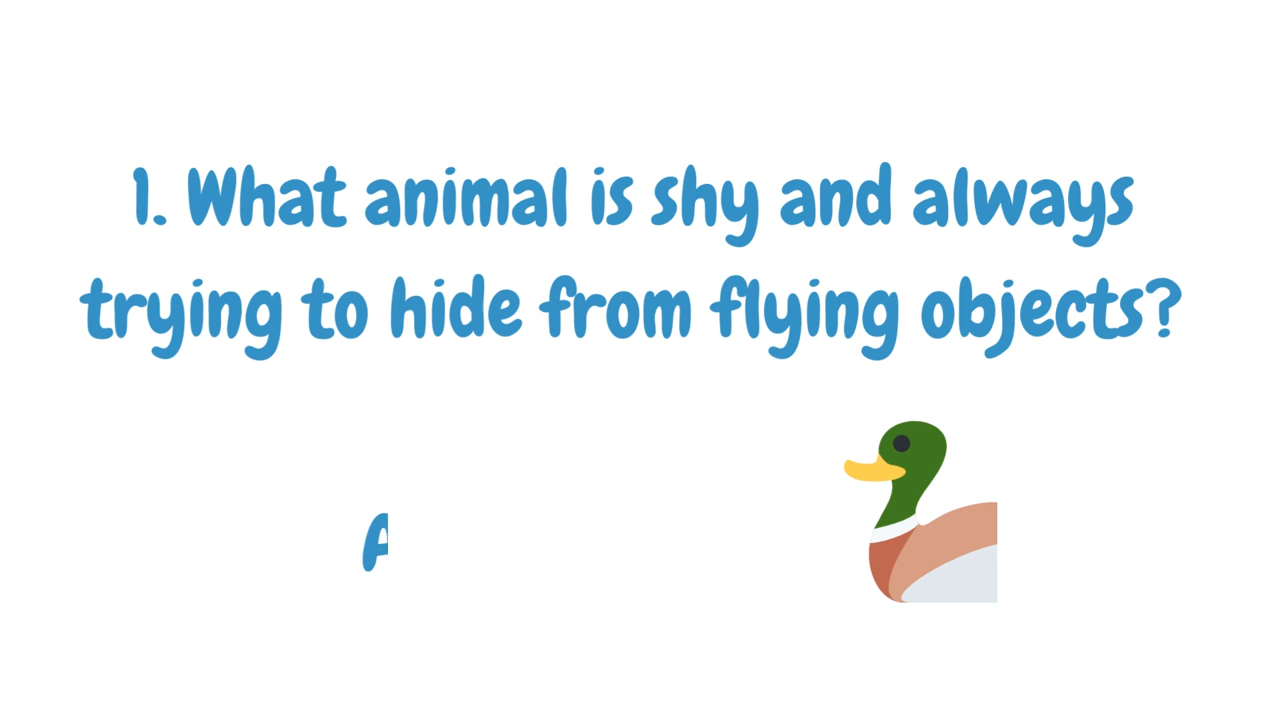 1. What animal is shy and always
trying to hide from flying objects?
A